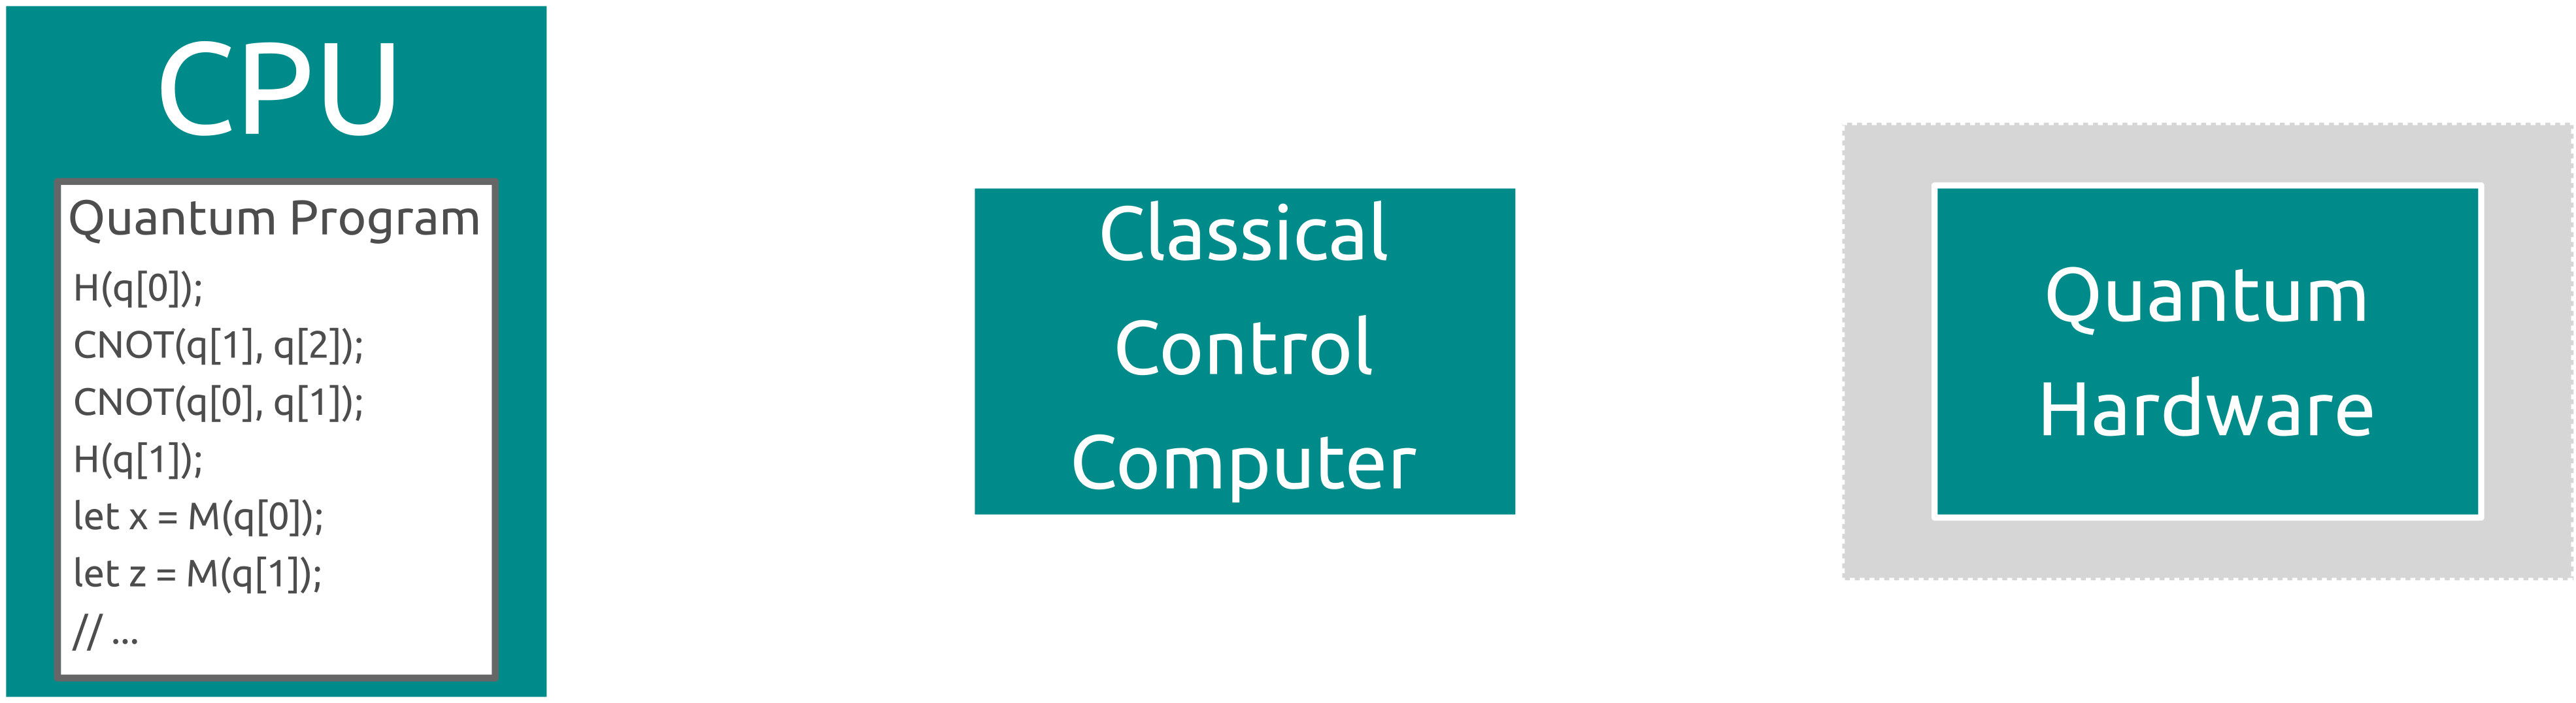 CPU
Quantum Program
H(q[0]);
CNOT(q[1], q[2]);
CNOT(q[0], q[1]);
H(q[1]);
let x = M(q[0]);
let z = M(q[1]);
// ...
Classical
Control
Computer
Quantum
Hardware